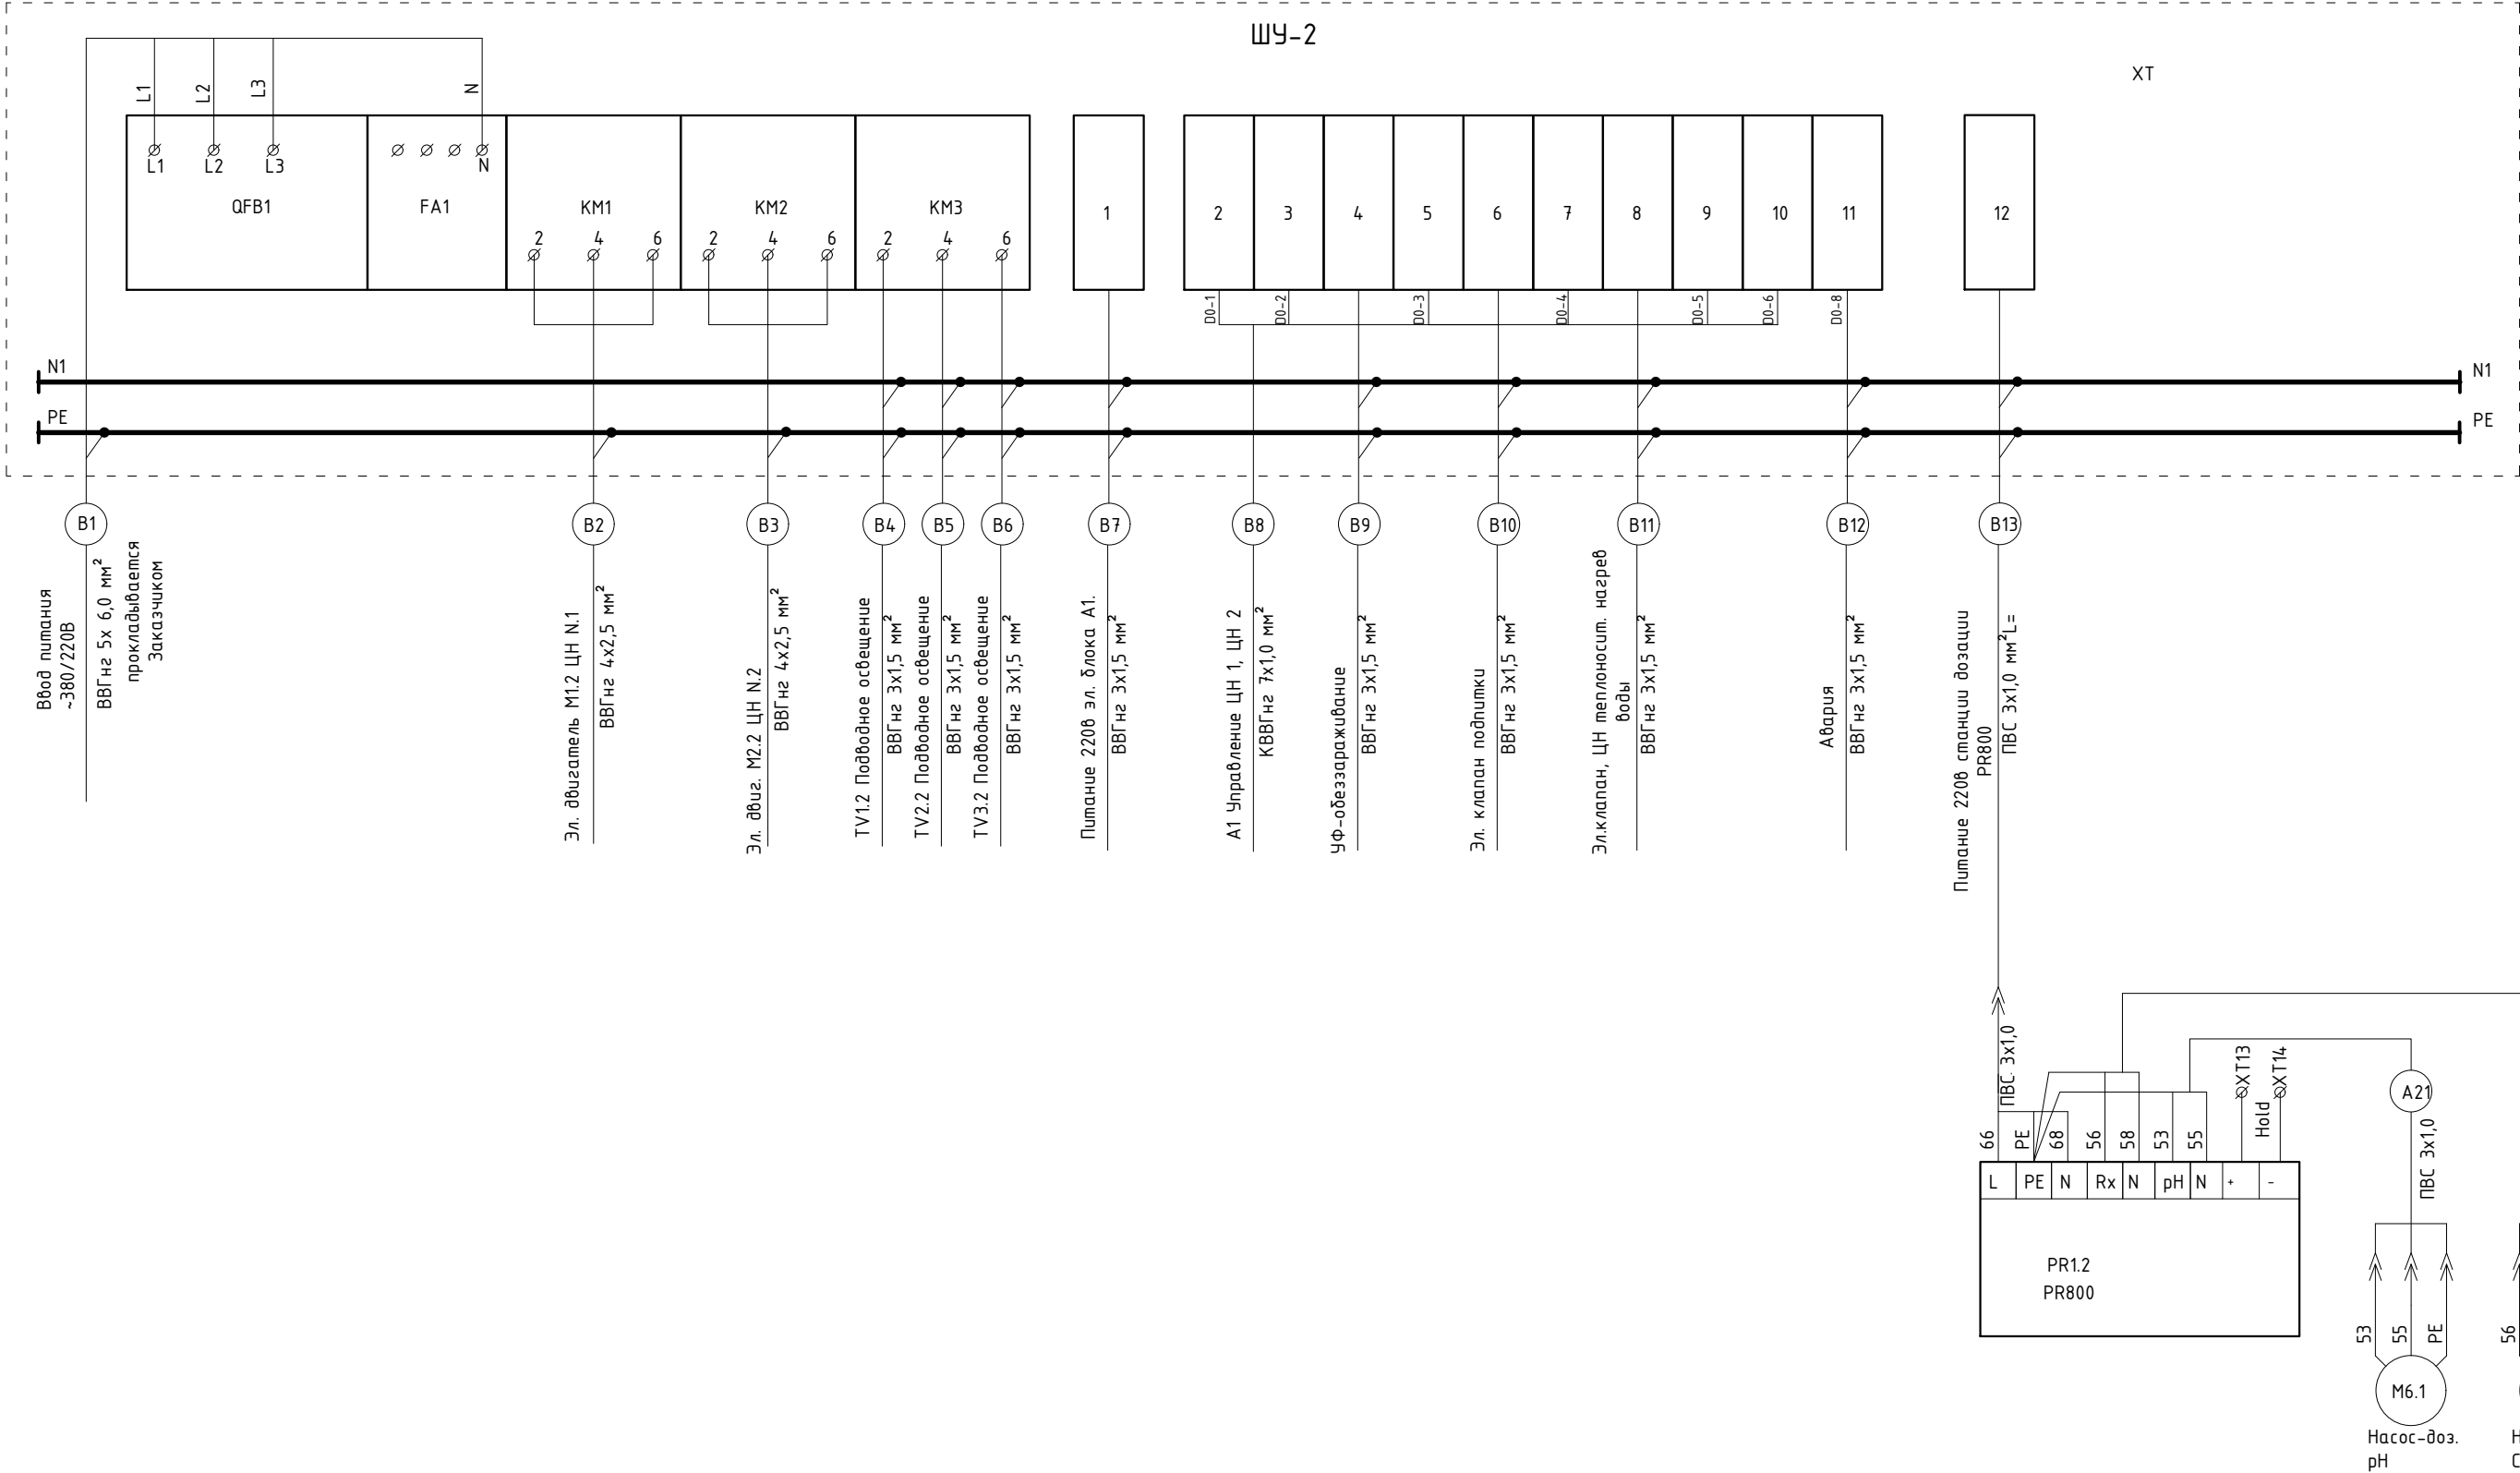 ШУ-2
XT
L1
L2
L3
N
L1
L2
L3
N
QFB1
FA1
KM1
KM2
KM3
2
4
6
2
4
6
2
4
6
1
2
3
4
5
6
7
8
9
10
11
12
D0-1
D0-2
D0-3
D0-4
D0-5
D0-6
D0-8
N1
N1
PE
PE
B1
B2
B3
B4
B5
B6
B7
B8
B9
B10
B11
B12
B13
Ввод питания
~380/220В
ВВГнг 5х 6,0 мм²
прокладывается
Заказчиком
Эл. двигатель М1.2 ЦН N.1
ВВГнг 4х2,5 мм²
Эл. двиг. М2.2 ЦН N.2
ВВГнг 4х2,5 мм²
TV1.2 Подводное освещение
ВВГнг 3х1,5 мм²
TV2.2 Подводное освещение
ВВГнг 3х1,5 мм²
TV3.2 Подводное освещение
ВВГнг 3х1,5 мм²
Питание 220в эл. блока А1.
ВВГнг 3х1,5 мм²
А1 Управление ЦН 1, ЦН 2
КВВГнг 7х1,0 мм²
УФ-обеззараживание
ВВГнг 3х1,5 мм²
Эл. клапан подпитки
ВВГнг 3х1,5 мм²
Эл.клапан, ЦН теплоносит. нагрев
воды
ВВГнг 3х1,5 мм²
Авария
ВВГнг 3х1,5 мм²
Питание 220в станции дозации
PR800
ПВС 3х1,0 мм²L=
ПВС. 3х1,0
XT13
Hold
XT14
A21
ПВС 3х1,0
66
PE
68
56
58
53
55
L
PE
N
Rx
N
pH
N
+
-
PR1.2
PR800
53
55
PE
56
M6.1
Насос-доз.
pH